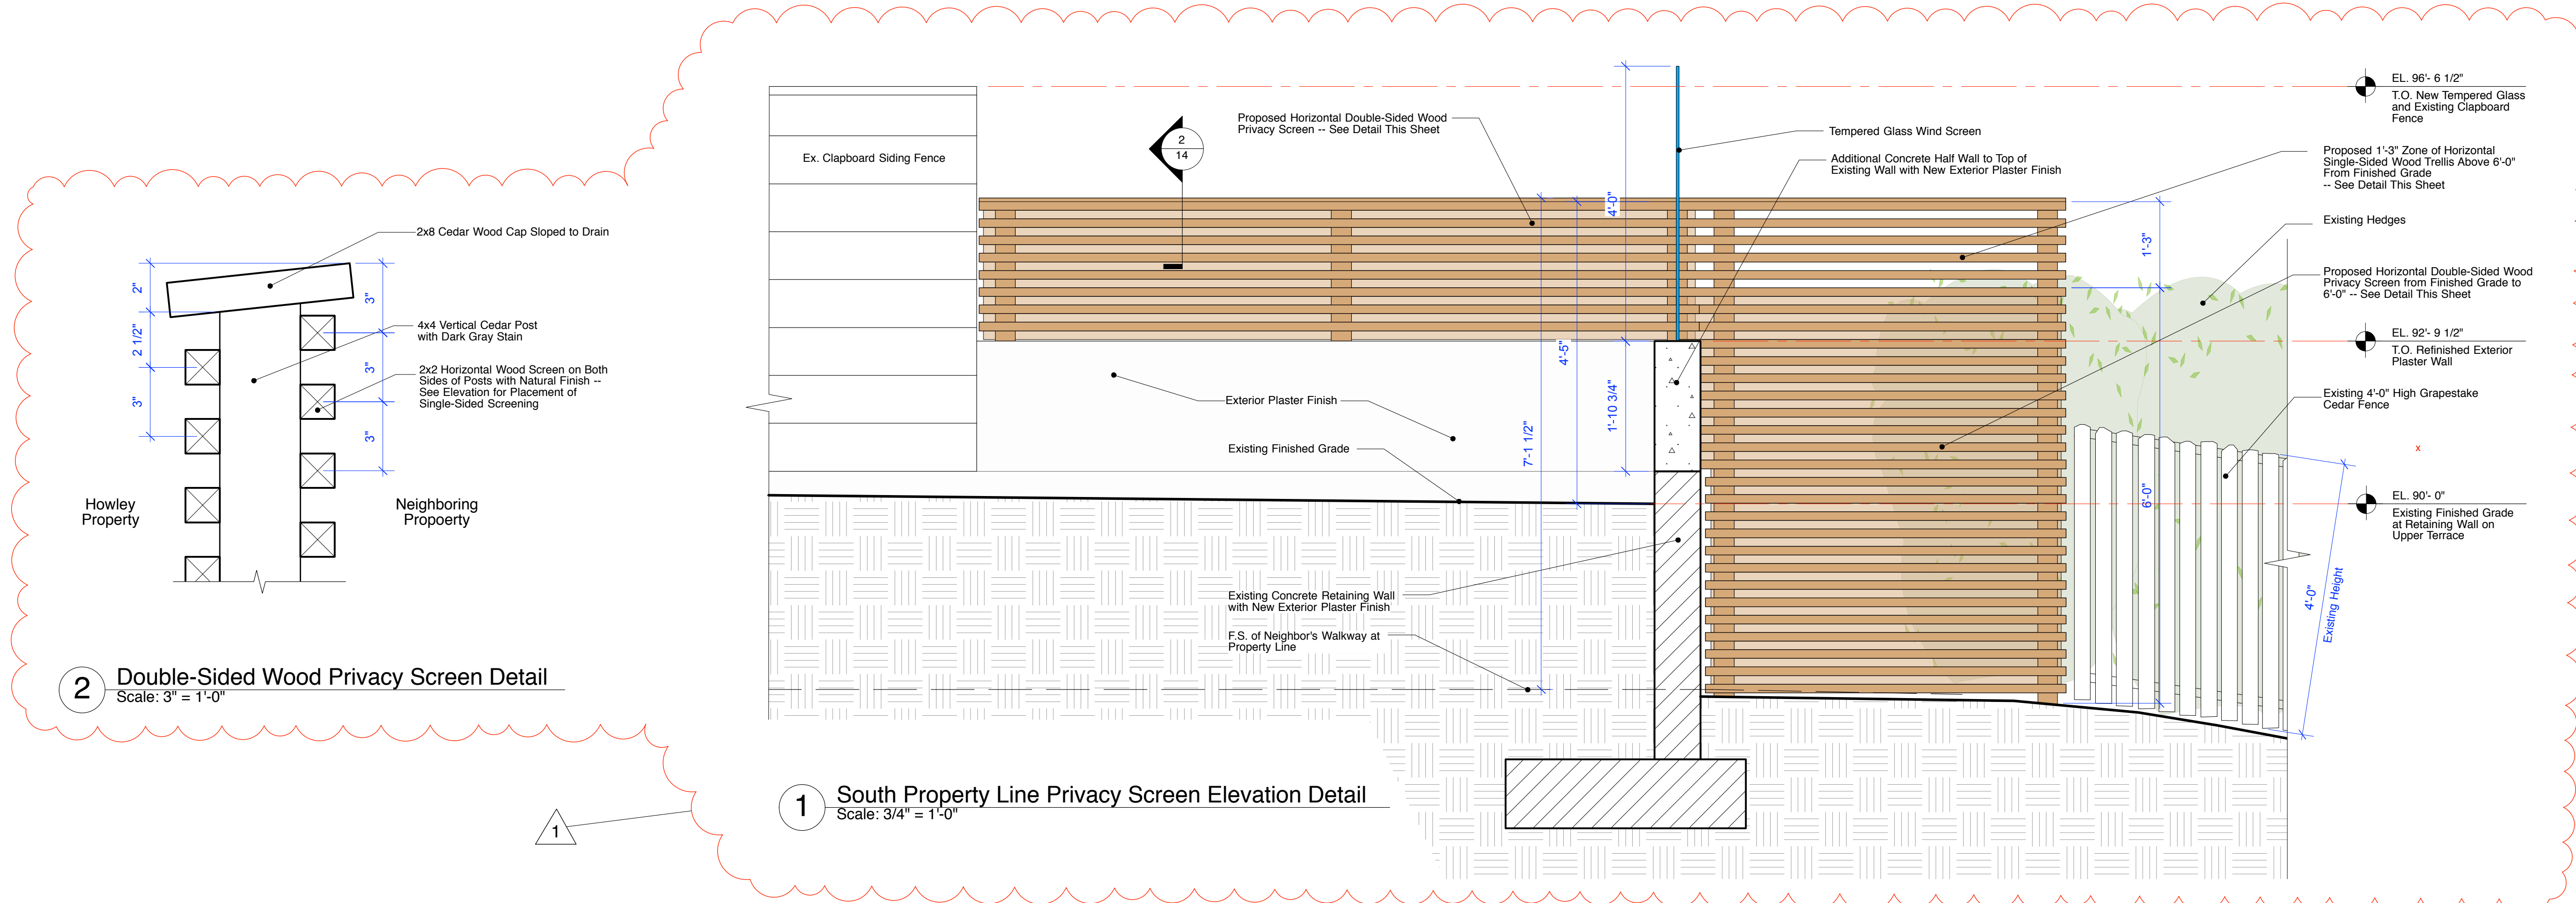 2x8 Cedar Wood Cap Sloped to Drain
4x4 Vertical Cedar Post
with Dark Gray Stain
2x2 Horizontal Wood Screen on Both
Sides of Posts with Natural Finish --
See Elevation for Placement of
Single-Sided Screening
2"
2 1/2"
3"
3"
3"
3"
Howley
Property
Neighboring
Propoerty
2
Double-Sided Wood Privacy Screen Detail
Scale: 3" = 1'-0"
1
Ex. Clapboard Siding Fence
2
14
Proposed Horizontal Double-Sided Wood
Privacy Screen -- See Detail This Sheet
Tempered Glass Wind Screen
Additional Concrete Half Wall to Top of
Existing Wall with New Exterior Plaster Finish
Exterior Plaster Finish
Existing Finished Grade
Existing Concrete Retaining Wall
with New Exterior Plaster Finish
F.S. of Neighbor's Walkway at
Property Line
4'-0"
4'-5"
7'-1 1/2"
1'-10 3/4"
1'-3"
6'-0"
4'-0"
Existing Height
EL. 96'- 6 1/2"
T.O. New Tempered Glass
and Existing Clapboard
Fence
Proposed 1'-3" Zone of Horizontal
Single-Sided Wood Trellis Above 6'-0"
From Finished Grade
-- See Detail This Sheet
Existing Hedges
Proposed Horizontal Double-Sided Wood
Privacy Screen from Finished Grade to
6'-0" -- See Detail This Sheet
EL. 92'- 9 1/2"
T.O. Refinished Exterior
Plaster Wall
Existing 4'-0" High Grapestake
Cedar Fence
x
EL. 90'- 0"
Existing Finished Grade
at Retaining Wall on
Upper Terrace
1
South Property Line Privacy Screen Elevation Detail
Scale: 3/4" = 1'-0"